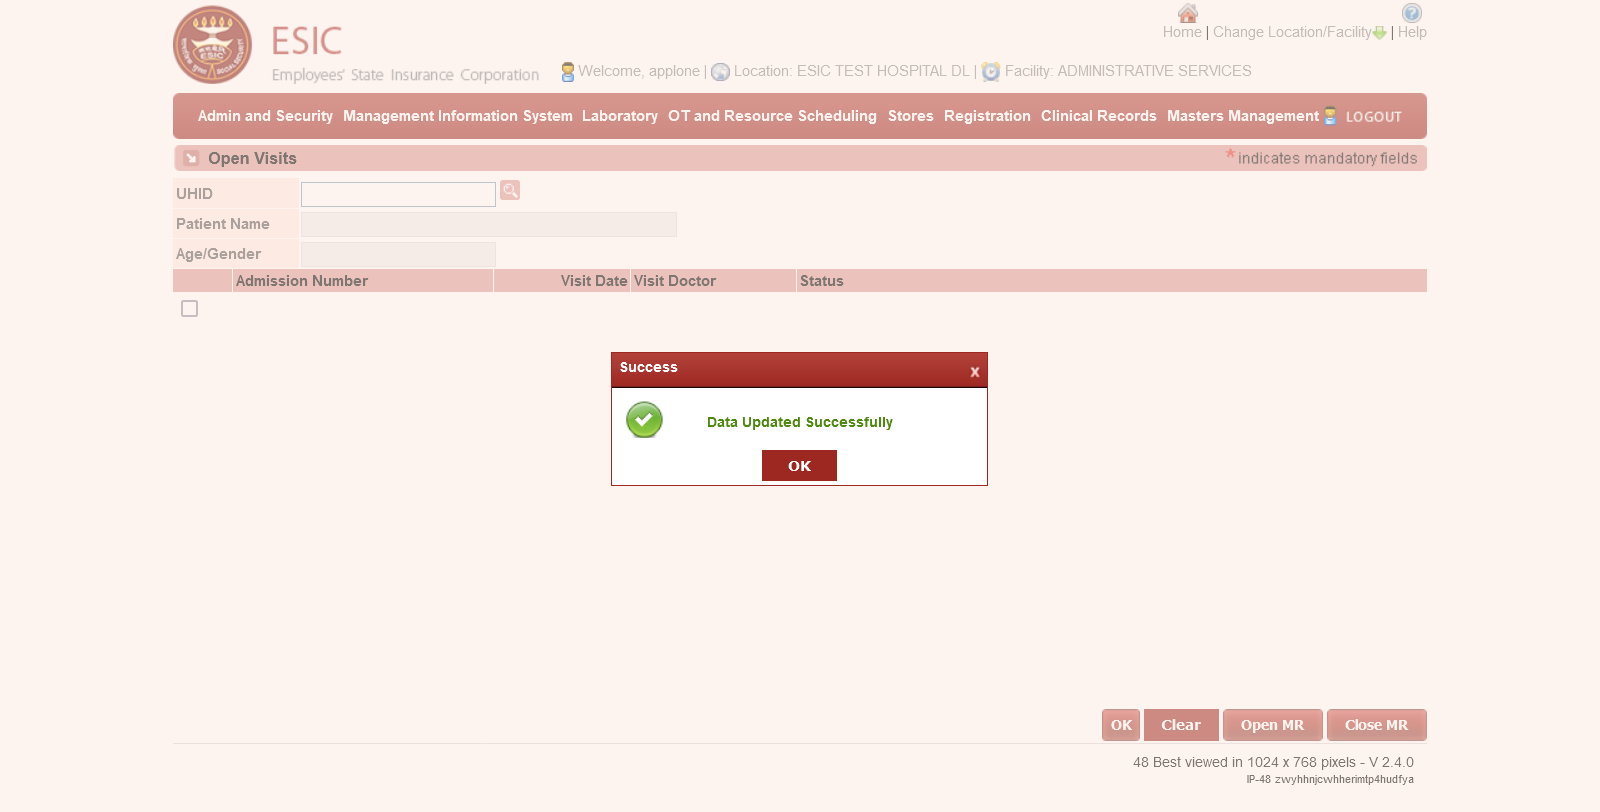 ESIC
Employees' State Insurance Corporation
Home | Change Location/Facility | Help
Welcome, applone | Location: ESIC TEST HOSPITAL DL | Facility: ADMINISTRATIVE SERVICES
Admin and Security Management Information System Laboratory OT and Resource Scheduling Stores Registration Clinical Records Masters Management LOGOUT
Open Visits * indicates mandatory fields
UHID
Patient Name
Age/Gender
Admission Number Visit Date Visit Doctor Status
Success x
Data Updated Successfully
OK
OK Clear Open MR Close MR
48 Best viewed in 1024 x 768 pixels - V 2.4.0
IP-48 zwyhhnjcwhherimtp4hudfya